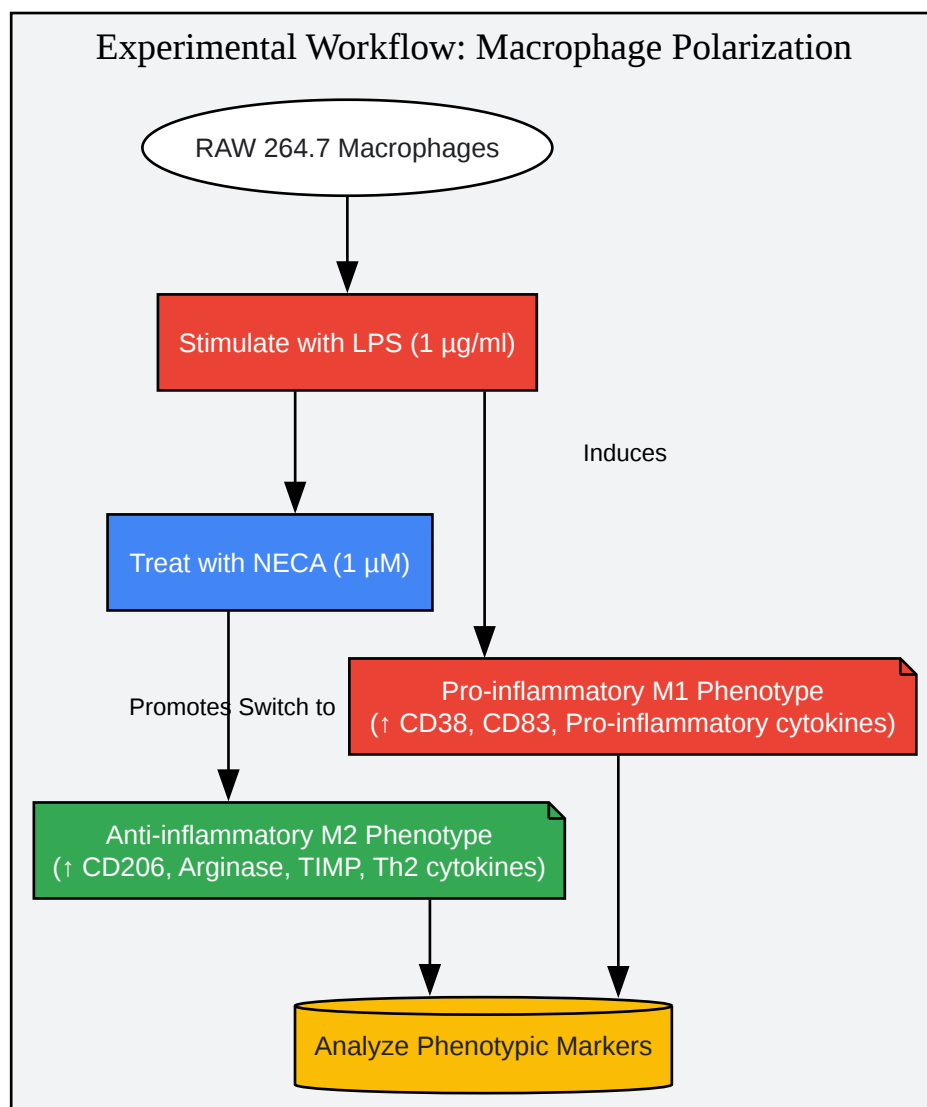 Experimental Workflow: Macrophage Polarization
RAW 264.7 Macrophages
Stimulate with LPS (1 µg/ml)
Induces
Treat with NECA (1 µM)
Pro-inflammatory M1 Phenotype
(↑ CD38, CD83, Pro-inflammatory cytokines)
Promotes Switch to
Anti-inflammatory M2 Phenotype
(↑ CD206, Arginase, TIMP, Th2 cytokines)
Analyze Phenotypic Markers